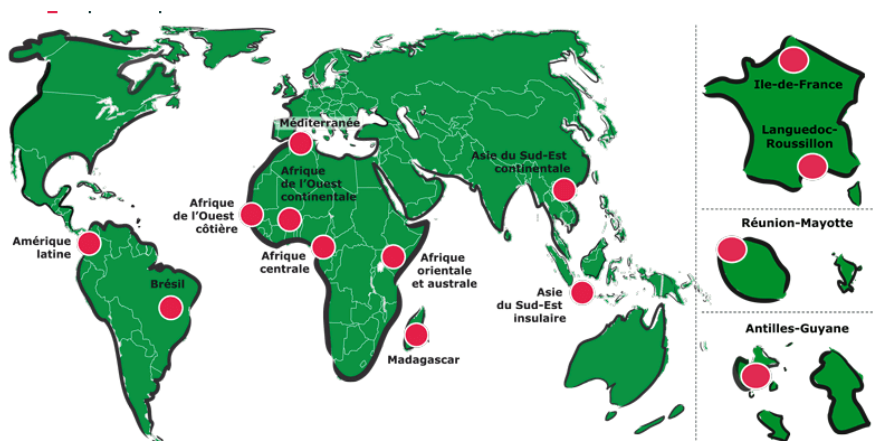 Méditerranée
Afrique
de l'Ouest
continentale
Asie du Sud-Est
continentale
Afrique
de l'Ouest
côtière
Amérique
latine
Afrique
centrale
Afrique
orientale
et australe
Brésil
Asie
du Sud-Est
insulaire
Madagascar
Ile-de-France
Languedoc-
Roussillon
Réunion-Mayotte
Antilles-Guyane